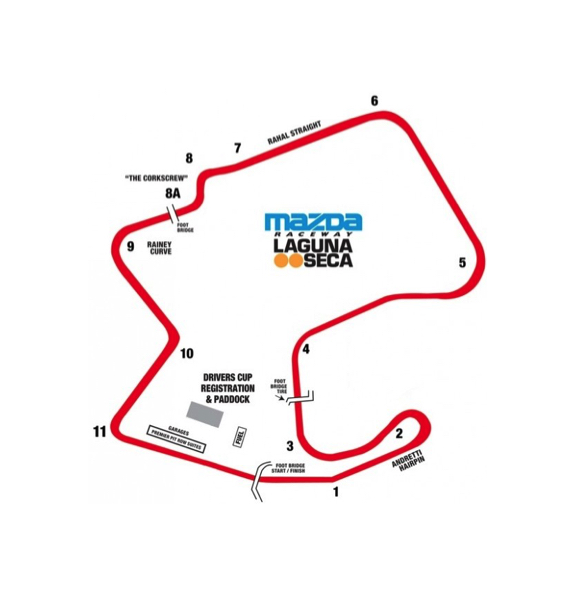 6
RAHAL STRAIGHT
7
8
"THE CORKSCREW"
8A
FOOT
BRIDGE
9
RAINEY
CURVE
mazda
RACEWAY
LAGUNA
SECA
5
4
10
DRIVERS CUP
REGISTRATION
& PADDOCK
FOOT
BRIDGE
TIRE
GARAGES
PREMIER PIT ROW SUITES
FUEL
11
3
2
ANDRETTI
HAIRPIN
FOOT BRIDGE
START / FINISH
1